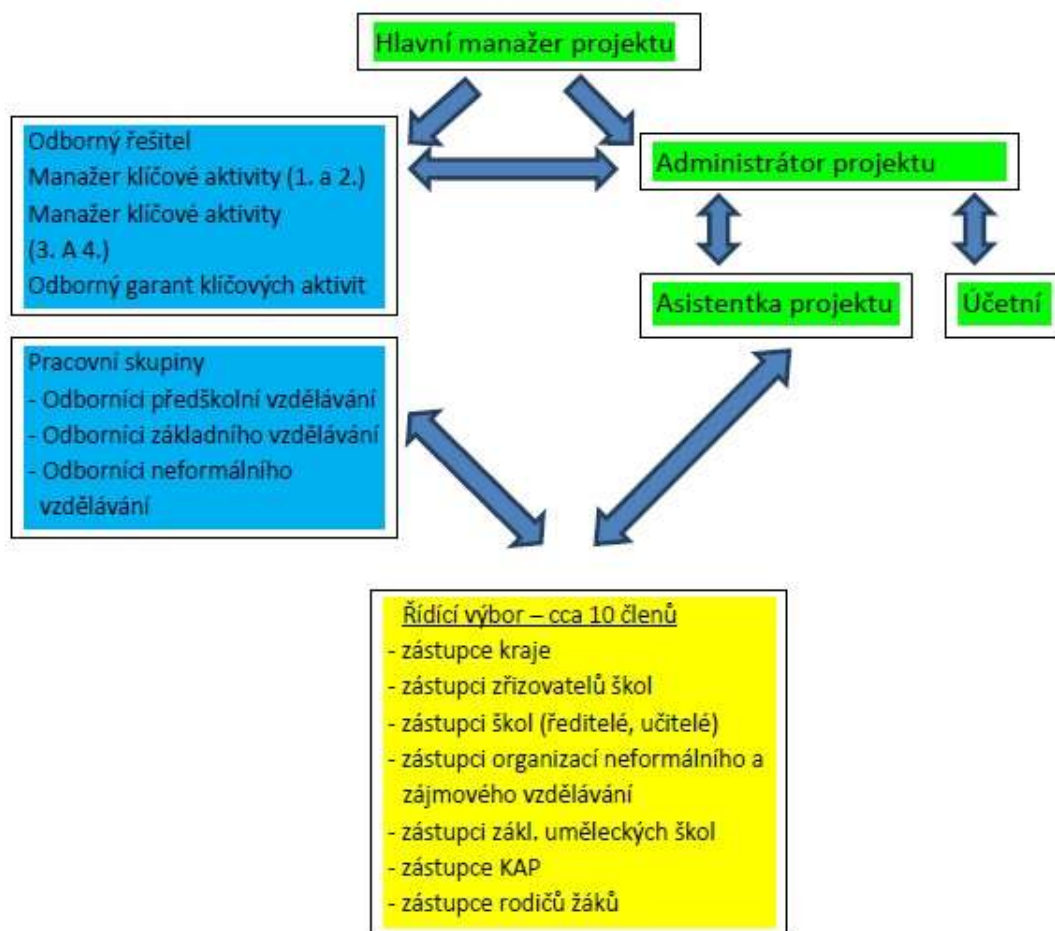 Hlavní manažer projektu
Odborný řešitel
Manažer klíčové aktivity (1. a 2.)
Manažer klíčové aktivity
(3. A 4.)
Odborný garant klíčových aktivit
Administrátor projektu
Asistentka projektu
Účetní
Pracovní skupiny
- Odborníci předškolní vzdělávání
- Odborníci základního vzdělávání
- Odborníci neformálního
vzdělávání
Řídící výbor – cca 10 členů
- zástupce kraje
- zástupci zřizovatelů škol
- zástupci škol (ředitelé, učitelé)
- zástupci organizací neformálního a
zájmového vzdělávání
- zástupci zákl. uměleckých škol
- zástupce KAP
- zástupce rodičů žáků